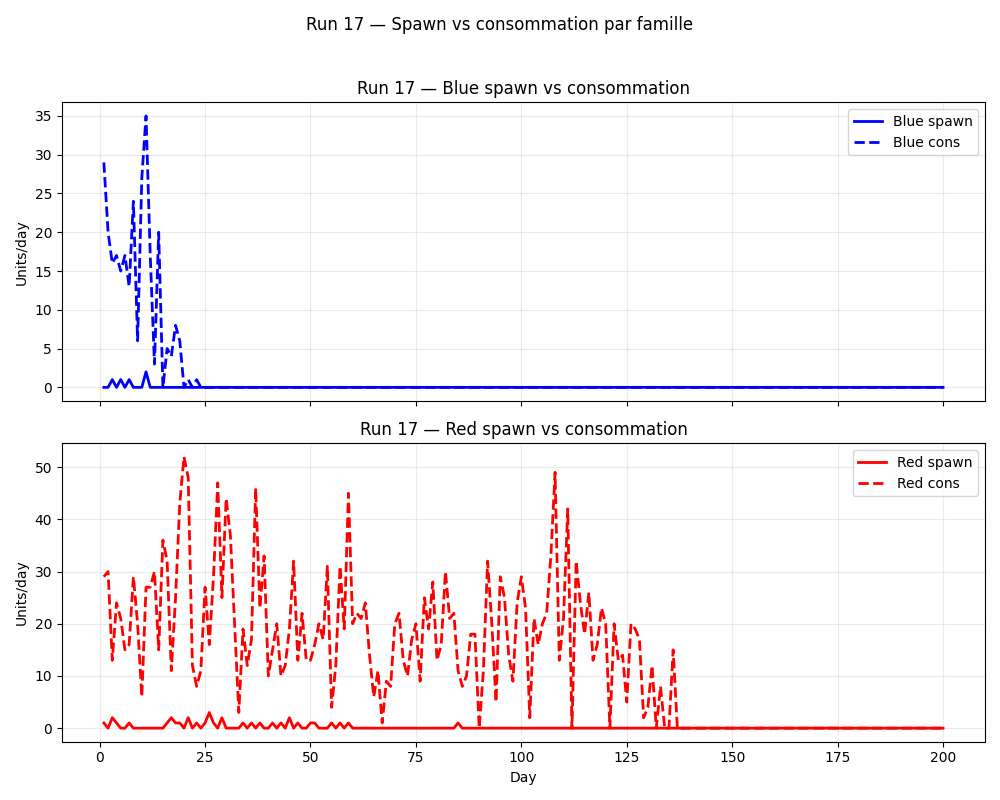 Run 17 — Spawn vs consommation par famille
Run 17 — Blue spawn vs consommation
35
30
25
20
15
10
5
0
Units/day
Blue spawn
Blue cons
Run 17 — Red spawn vs consommation
50
40
30
20
10
0
Units/day
Red spawn
Red cons
0 25 50 75 100 125 150 175 200
Day